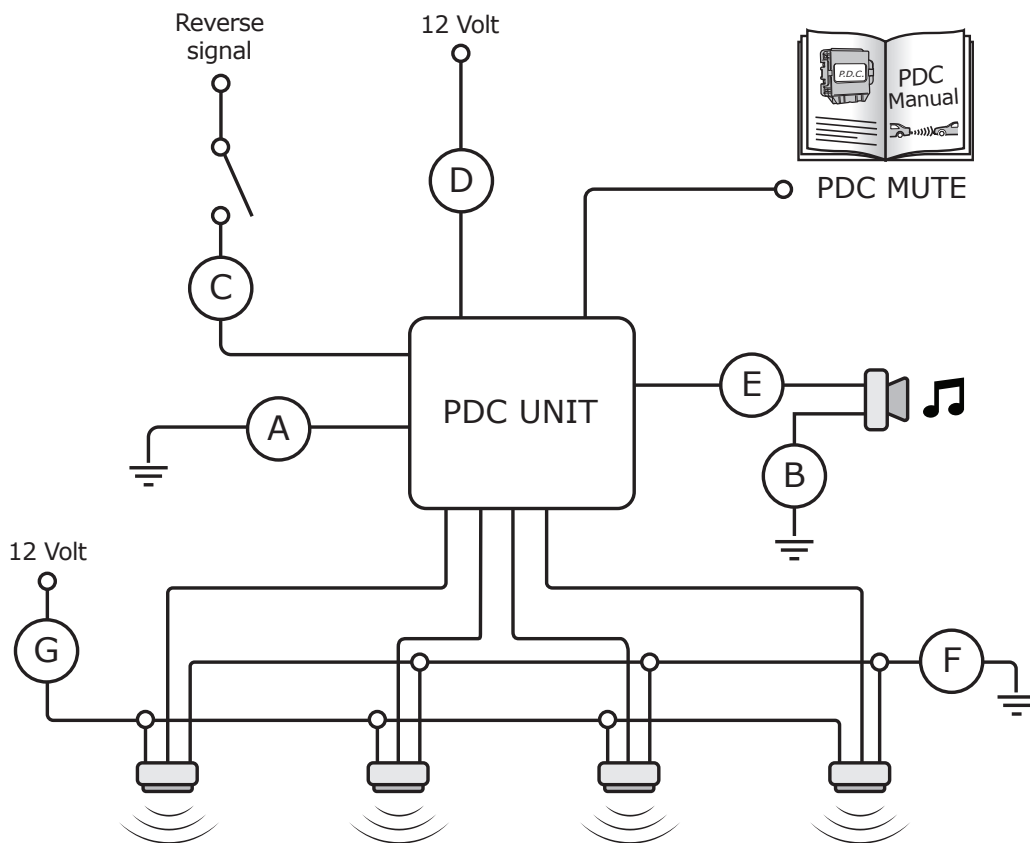 Reverse
signal
12 Volt
P.D.C.
PDC
Manual
D
PDC MUTE
C
E
A
PDC UNIT
B
12 Volt
G
F